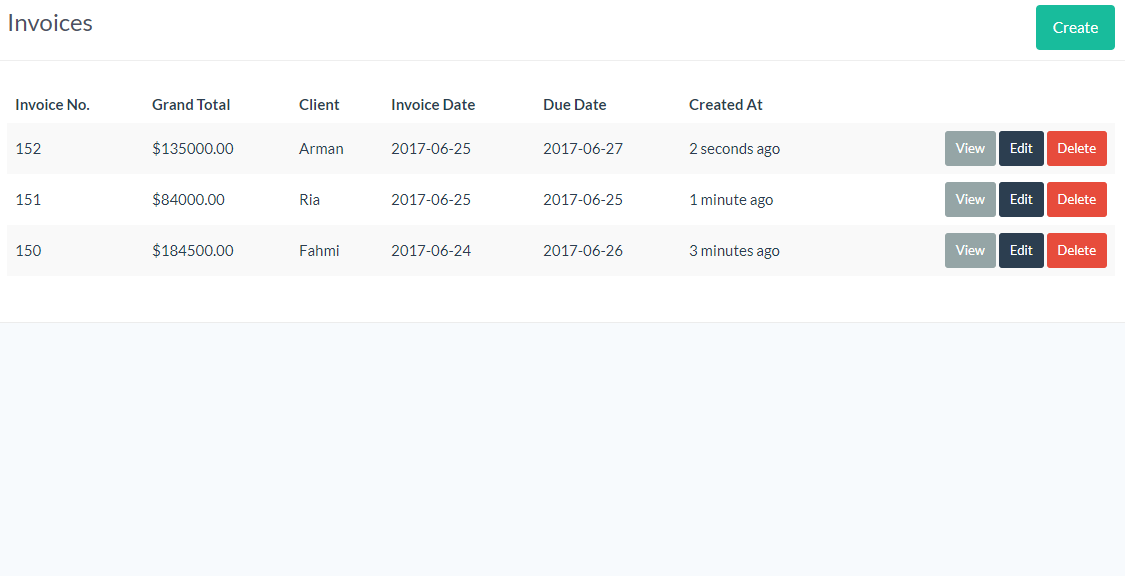 Invoices
Create
Invoice No. Grand Total Client Invoice Date Due Date Created At
152 $135000.00 Arman 2017-06-25 2017-06-27 2 seconds ago View Edit Delete
151 $84000.00 Ria 2017-06-25 2017-06-25 1 minute ago View Edit Delete
150 $184500.00 Fahmi 2017-06-24 2017-06-26 3 minutes ago View Edit Delete